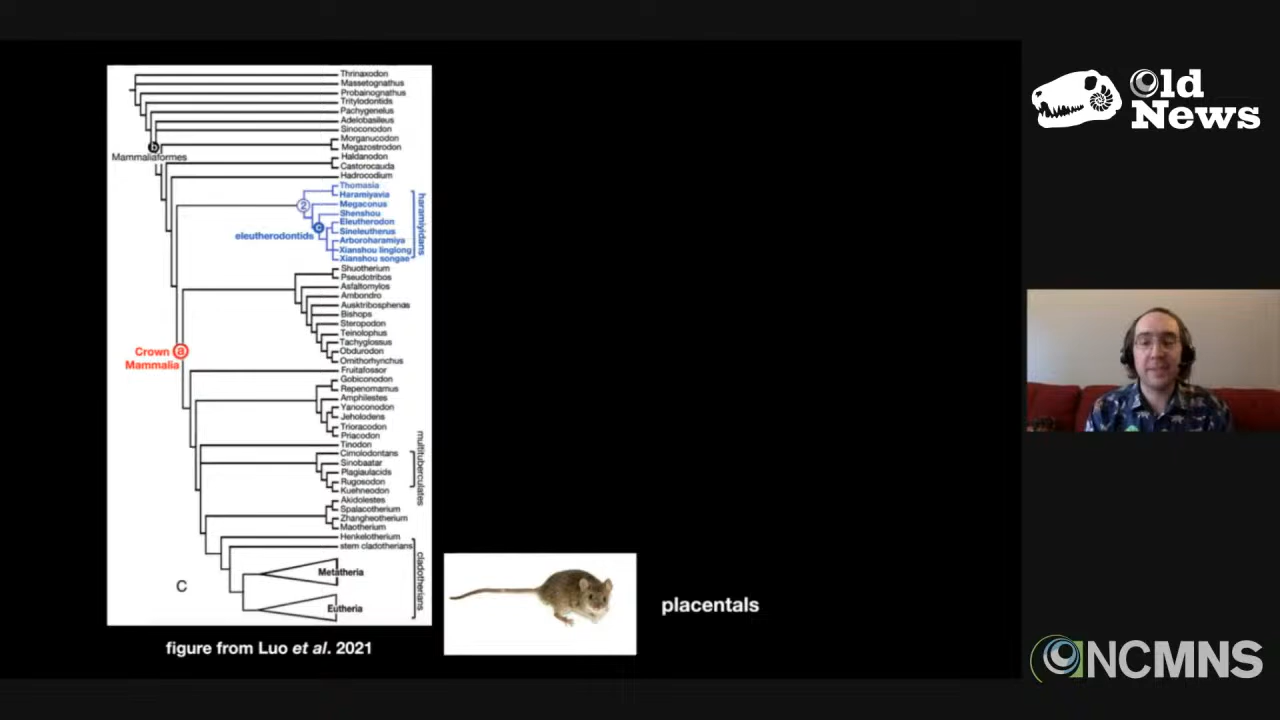 Thrinaxodon
Massetognathus
Probainognathus
Tritylodontids
Pachygenelus
Adelobasileus
Sinoconodon
Morganucodon
b
Megazostrodon
Mammaliaformes
Haldanodon
Castorocauda
Hadrocodium
Thomasia
Haramiyavia
2
Megaconus
Shenshou
Eleutherodon
c
Sineleutherus
eleutherodontids
Arboroharamiya
Xianshou linglong
Xianshou songae
haramiyidans
Shuotherium
Pseudotribos
Asfaltomylos
Ambondro
Ausktribosphenos
Bishops
Steropodon
Teinolophus
Tachyglossus
Obdurodon
Ornithorhynchus
Crown a
Mammalia
Fruitafossor
Gobiconodon
Repenomamus
Amphilestes
Yanoconodon
Jeholodens
Trioracodon
Priacodon
Tinodon
Cimolodontans
Sinobaatar
Plagiaulacids
Rugosodon
Kuehneodon
multituberculates
Akidolestes
Spalacotherium
Zhangheotherium
Maotherium
Henkelotherium
stem cladotherians
Metatheria
Eutheria
cladotherians
C
figure from Luo et al. 2021
placentals
Old
News
NCMNS